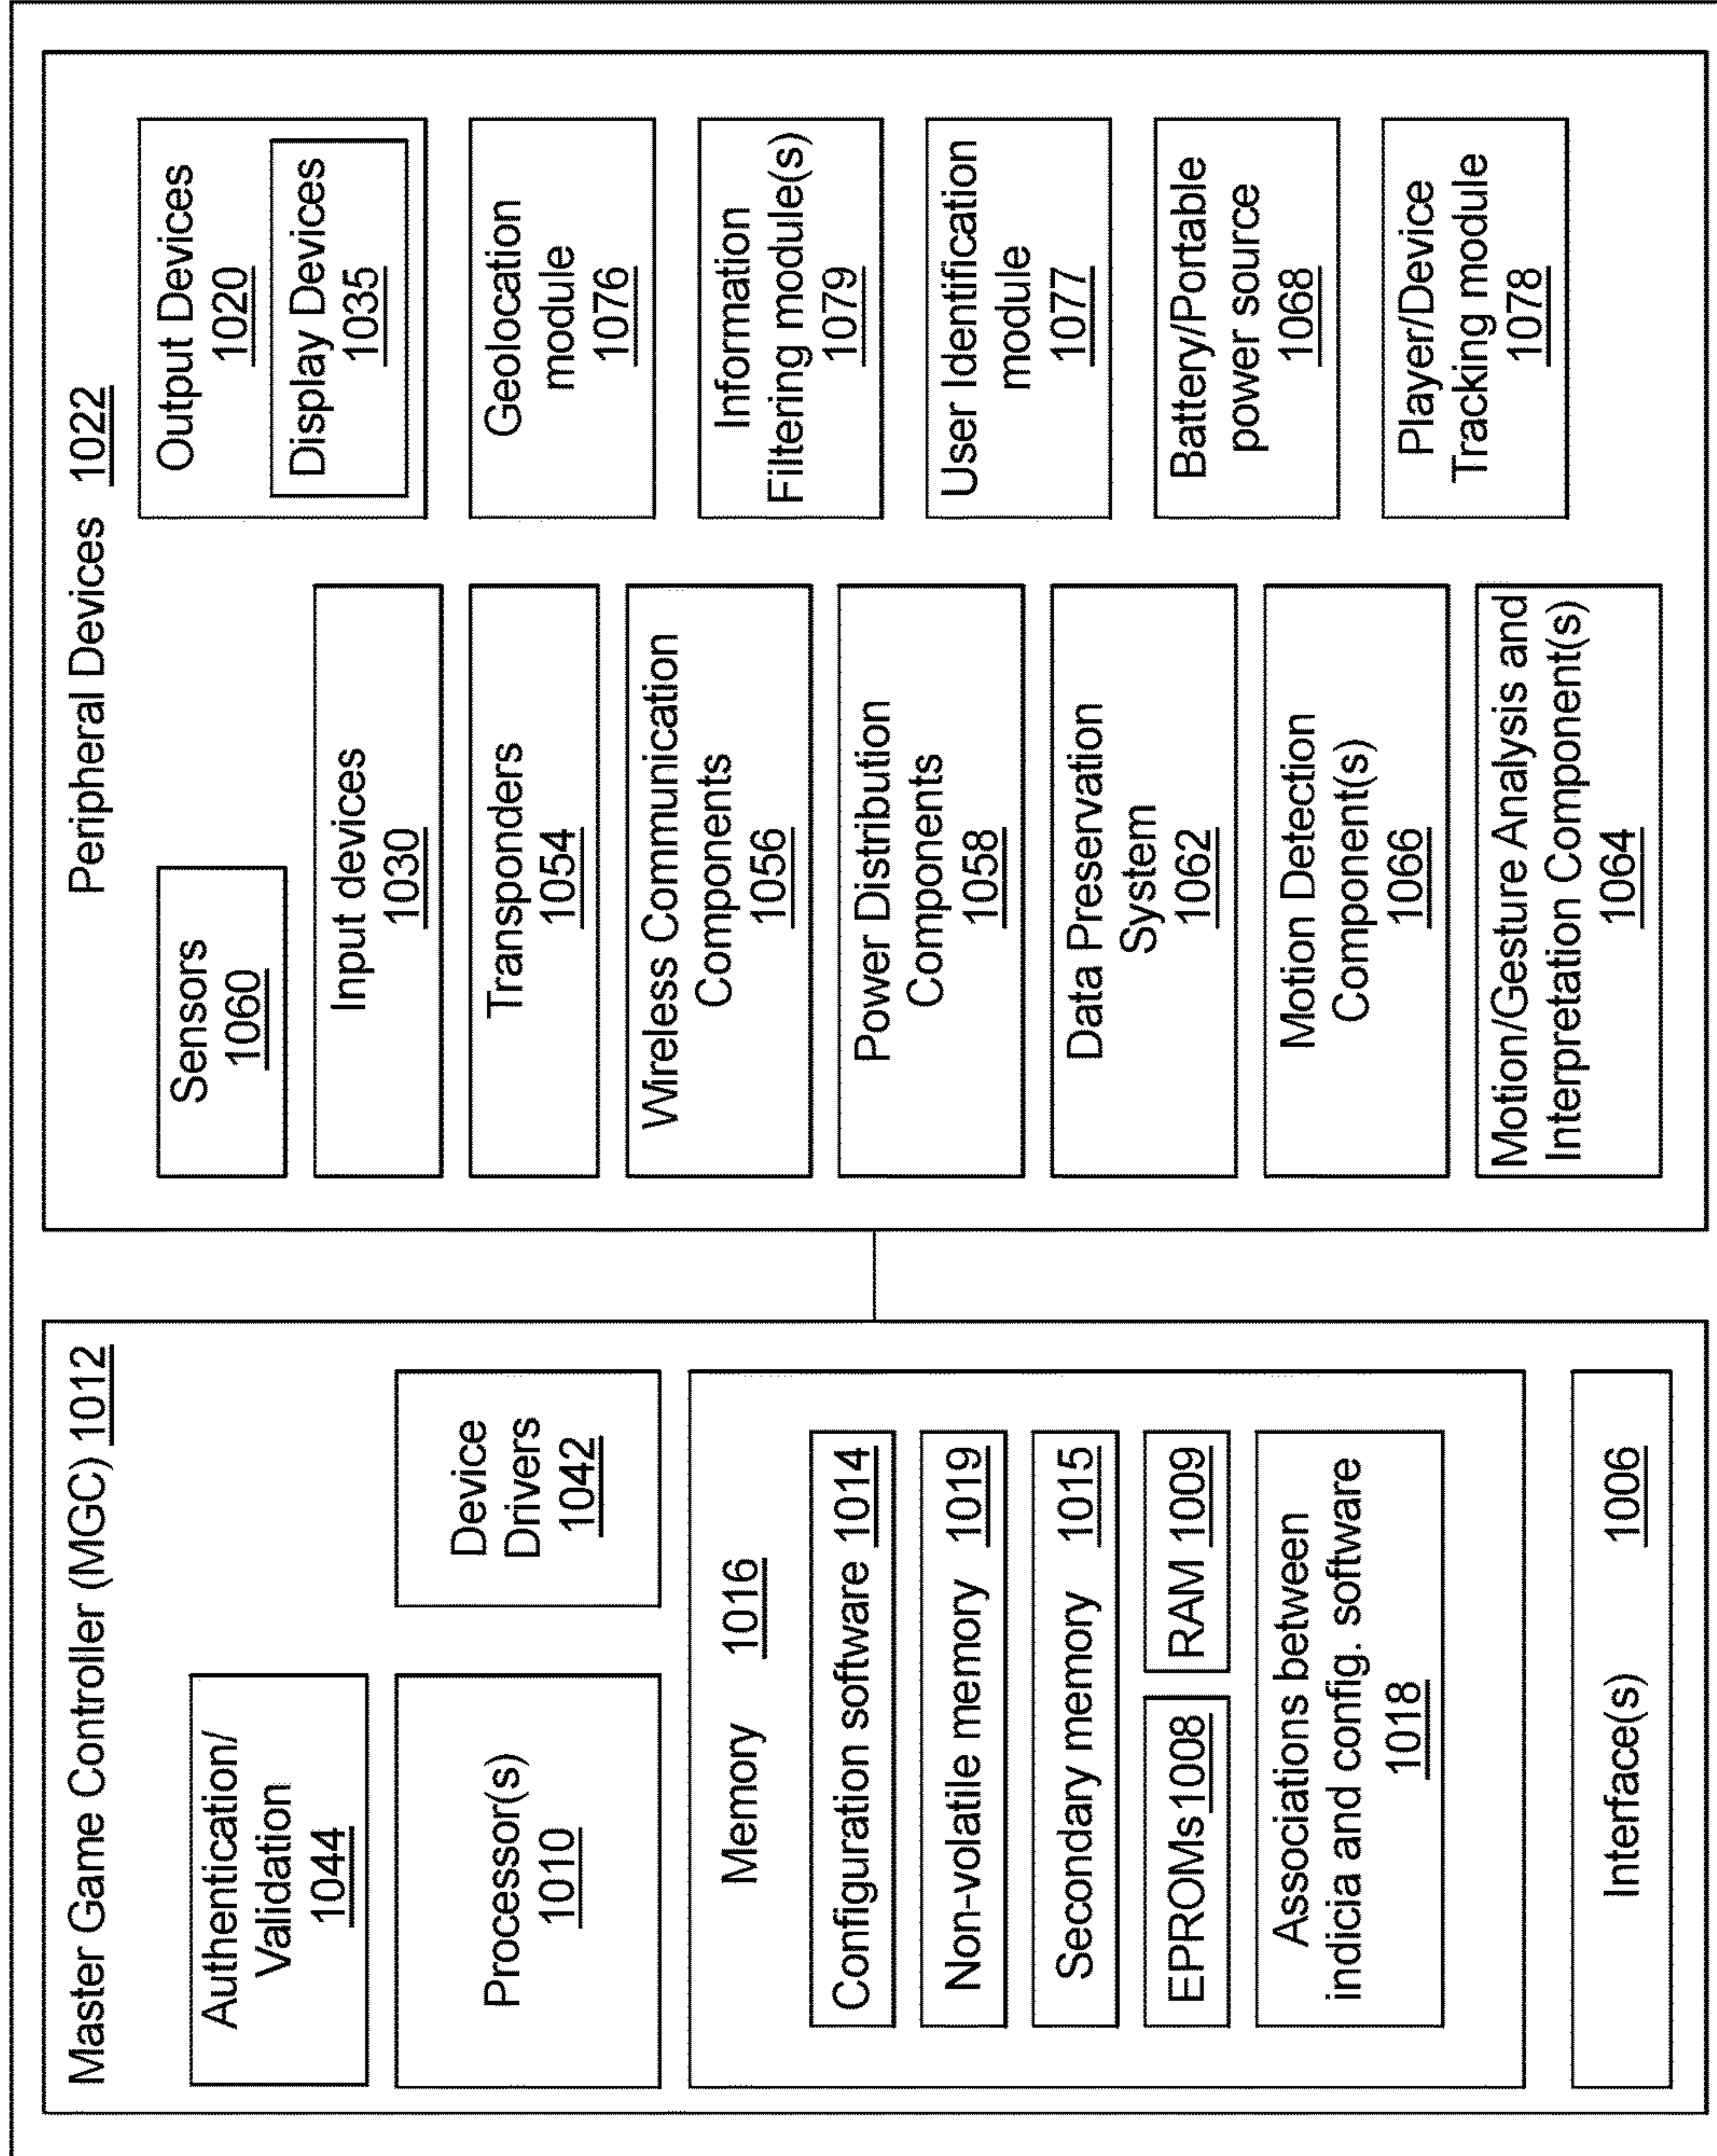 Master Game Controller (MGC) 1012
Authentication/
Validation
1044
Processor(s)
1010
Device
Drivers
1042
Memory 1016
Configuration software 1014
Non-volatile memory 1019
Secondary memory 1015
EPROMs1008
RAM 1009
Associations between
indicia and config. software
1018
Interface(s) 1006
Peripheral Devices 1022
Sensors
1060
Input devices
1030
Transponders
1054
Wireless Communication
Components
1056
Power Distribution
Components
1058
Data Preservation
System
1062
Motion Detection
Component(s)
1066
Motion/Gesture Analysis and
Interpretation Component(s)
1064
Output Devices
1020
Display Devices
1035
Geolocation
module
1076
Information
Filtering module(s)
1079
User Identification
module
1077
Battery/Portable
power source
1068
Player/Device
Tracking module
1078